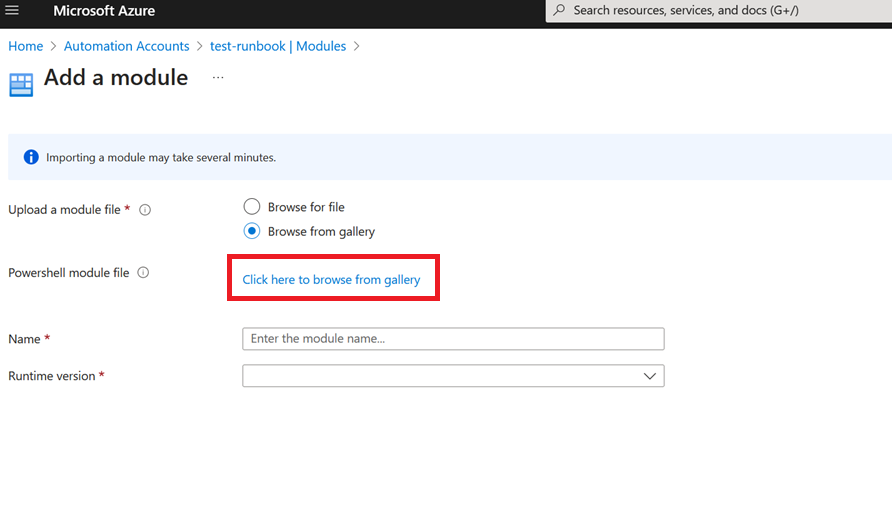 Microsoft Azure
Search resources, services, and docs (G+/)
Home > Automation Accounts > test-runbook | Modules >
Add a module ...
Importing a module may take several minutes.
Upload a module file *
Browse for file
Browse from gallery
Powershell module file
Click here to browse from gallery
Name *
Enter the module name...
Runtime version *